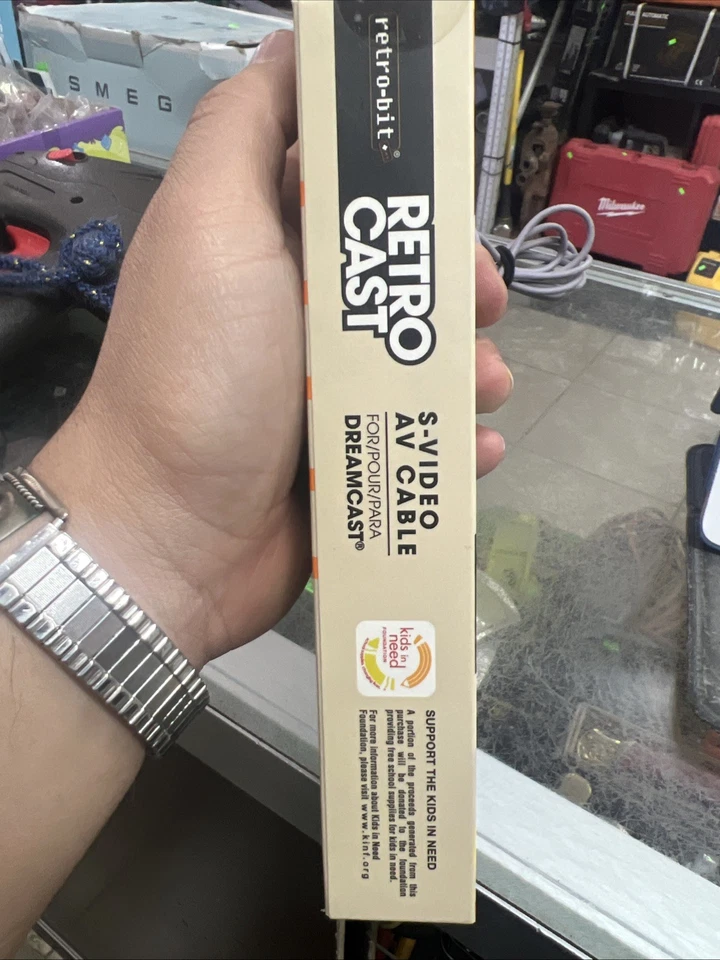 SMEG
AUTOMATIC
Milwaukee
retro-bit
®
RETRO
CAST
S-VIDEO
AV CABLE
FOR/POUR/PARA
DREAMCAST®
kids in
need
FOUNDATION
SUPPORT THE KIDS IN NEED
A portion of the proceeds generated from this
purchase will be donated to the foundation
providing free school supplies for kids in need.
For more information about Kids in Need
Foundation, please visit www.kinf.org